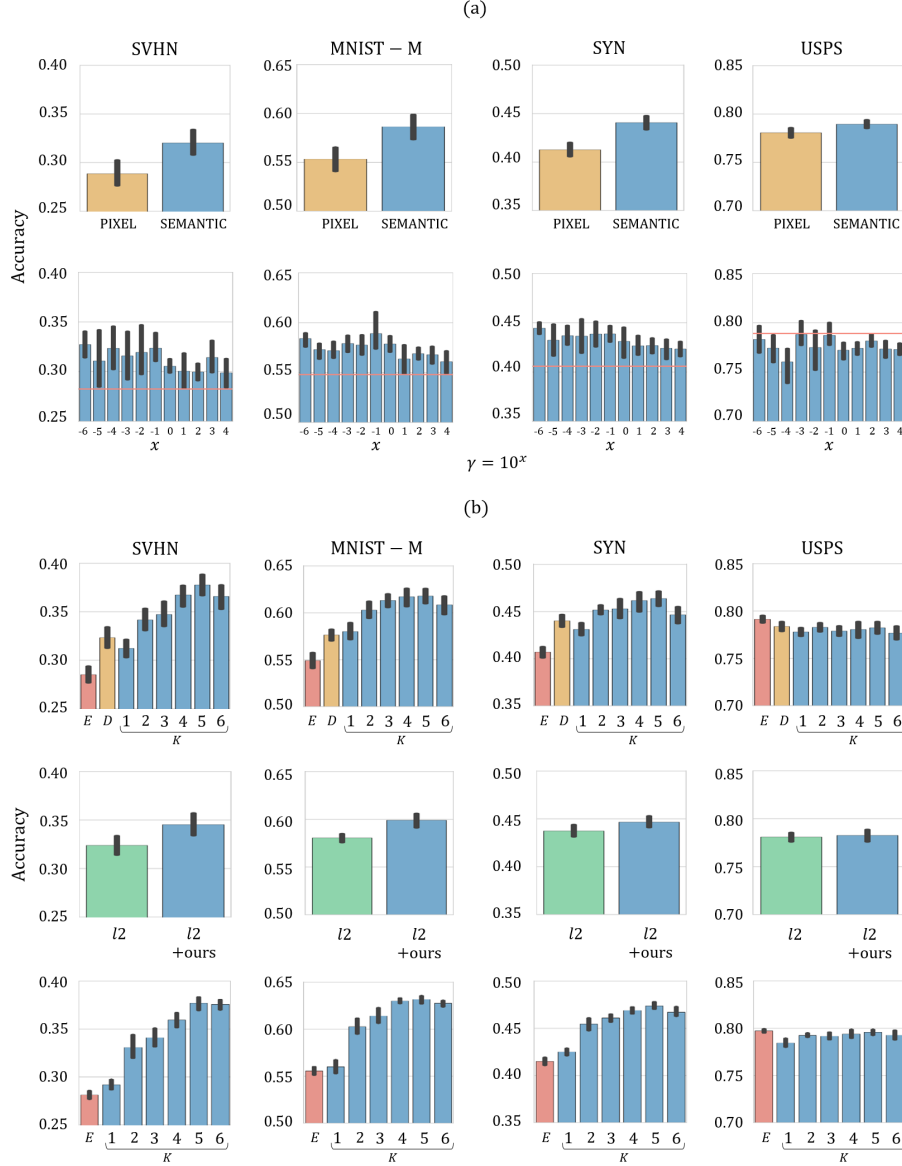 (a)
SVHN MNIST – M SYN USPS
0.40 0.65 0.50 0.85
0.35 0.60 0.45 0.80
0.30 0.55 0.40 0.75
0.25 0.50 0.35 0.70
PIXEL SEMANTIC PIXEL SEMANTIC PIXEL SEMANTIC PIXEL SEMANTIC
Accuracy
0.40 0.65 0.50 0.85
0.35 0.60 0.45 0.80
0.30 0.55 0.40 0.75
0.25 0.50 0.35 0.70
-6 -5 -4 -3 -2 -1 0 1 2 3 4 -6 -5 -4 -3 -2 -1 0 1 2 3 4 -6 -5 -4 -3 -2 -1 0 1 2 3 4 -6 -5 -4 -3 -2 -1 0 1 2 3 4
x x x x
γ = 10^x
(b)
SVHN MNIST – M SYN USPS
0.40 0.65 0.50 0.85
0.35 0.60 0.45 0.80
0.30 0.55 0.40 0.75
0.25 0.50 0.35 0.70
E D 1 2 3 4 5 6 E D 1 2 3 4 5 6 E D 1 2 3 4 5 6 E D 1 2 3 4 5 6
K K K K
0.40 0.65 0.50 0.85
0.35 0.60 0.45 0.80
0.30 0.55 0.40 0.75
0.25 0.50 0.35 0.70
Accuracy
l2 l2 l2 l2 l2 l2 l2 l2
+ours +ours +ours +ours
0.40 0.65 0.50 0.85
0.35 0.60 0.45 0.80
0.30 0.55 0.40 0.75
0.25 0.50 0.35 0.70
E 1 2 3 4 5 6 E 1 2 3 4 5 6 E 1 2 3 4 5 6 E 1 2 3 4 5 6
K K K K